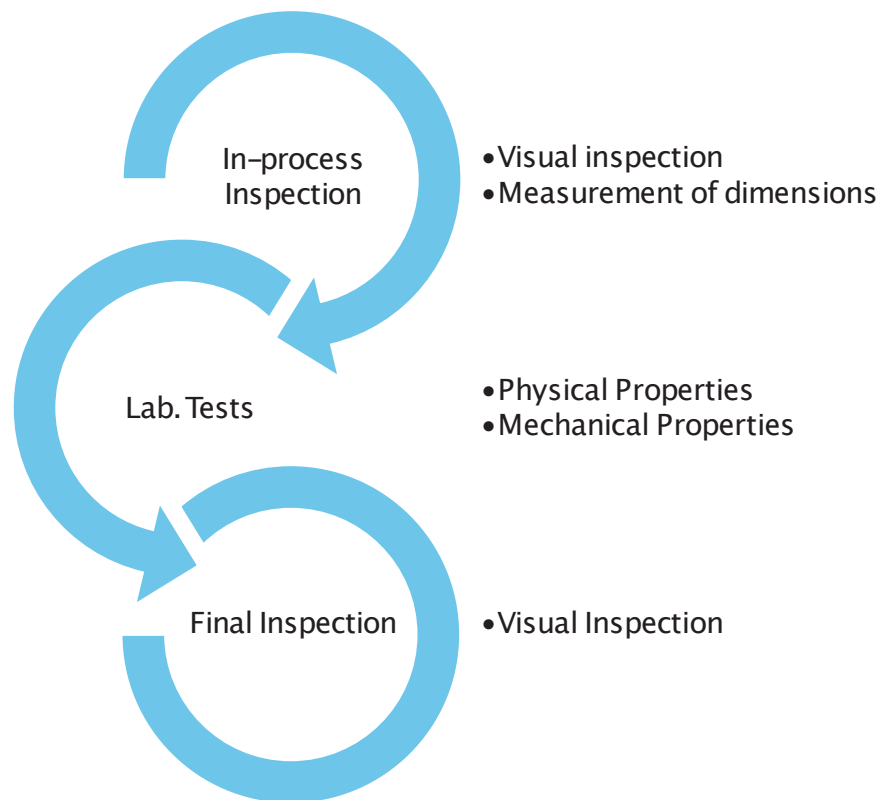 In-process
Inspection
•Visual inspection
•Measurement of dimensions
Lab. Tests
•Physical Properties
•Mechanical Properties
Final Inspection
•Visual Inspection